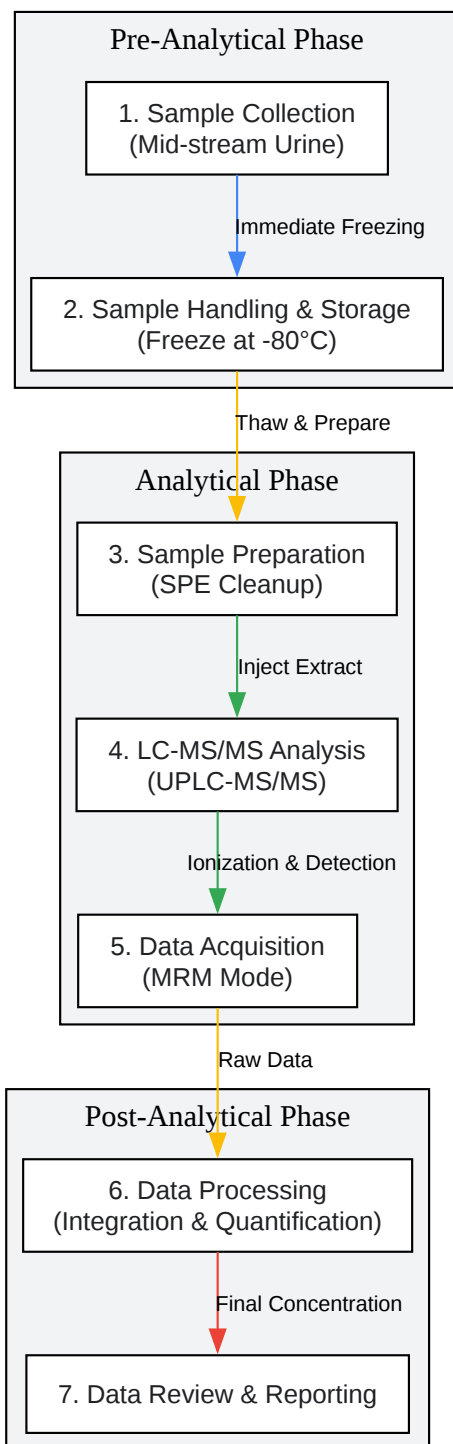 Pre-Analytical Phase
1. Sample Collection
(Mid-stream Urine)
Immediate Freezing
2. Sample Handling & Storage
(Freeze at -80°C)
Thaw & Prepare
Analytical Phase
3. Sample Preparation
(SPE Cleanup)
Inject Extract
4. LC-MS/MS Analysis
(UPLC-MS/MS)
Ionization & Detection
5. Data Acquisition
(MRM Mode)
Raw Data
Post-Analytical Phase
6. Data Processing
(Integration & Quantification)
Final Concentration
7. Data Review & Reporting